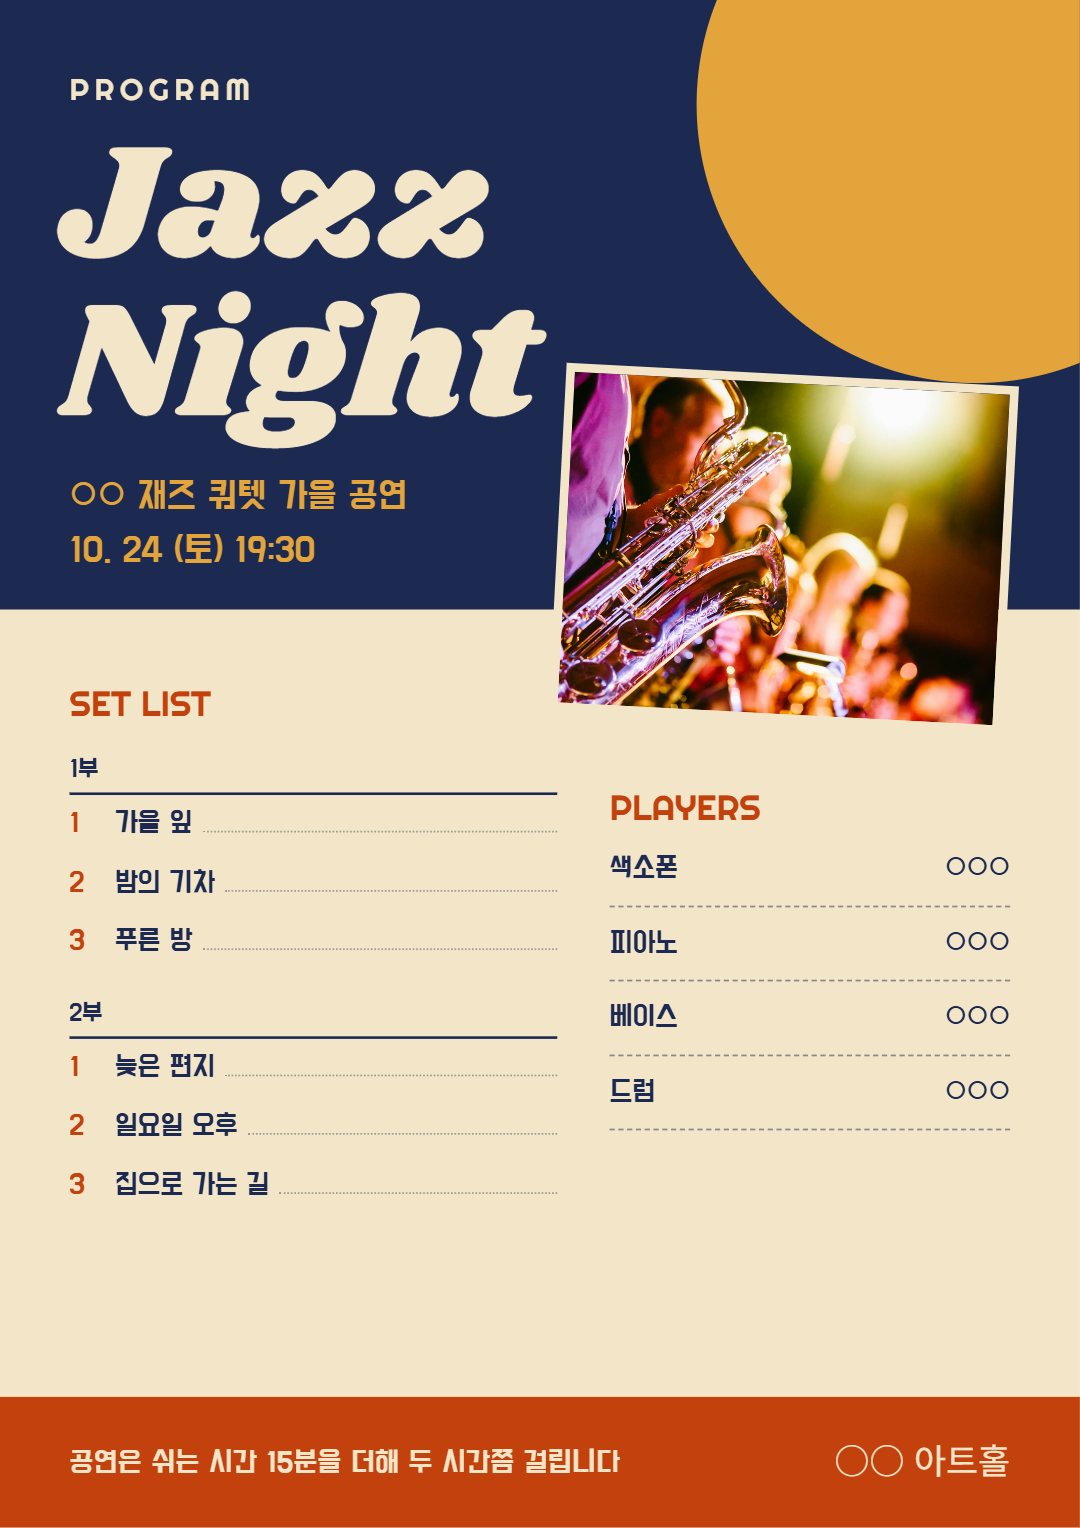 PROGRAM
Jazz
Night
○○ 재즈 쿼텟 가을 공연
10. 24 (토) 19:30
SET LIST
1부
1 가을 잎
2 밤의 기차
3 푸른 방
2부
1 늦은 편지
2 일요일 오후
3 집으로 가는 길
PLAYERS
색소폰 ○○○
피아노 ○○○
베이스 ○○○
드럼 ○○○
공연은 쉬는 시간 15분을 더해 두 시간쯤 걸립니다
○○ 아트홀